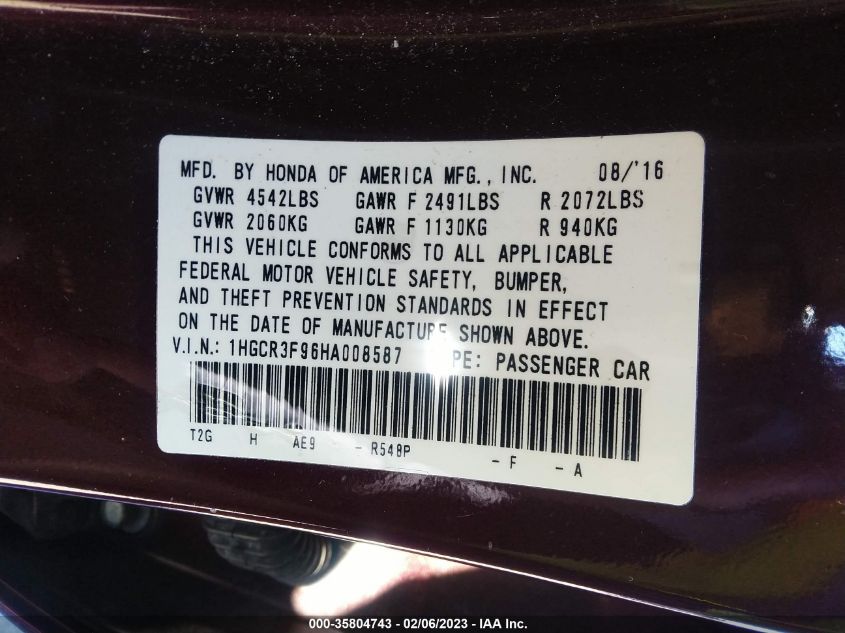 MFD. BY HONDA OF AMERICA MFG., INC. 08/'16
GVWR 4542LBS GAWR F 2491LBS R 2072LBS
GVWR 2060KG GAWR F 1130KG R 940KG
THIS VEHICLE CONFORMS TO ALL APPLICABLE
FEDERAL MOTOR VEHICLE SAFETY, BUMPER,
AND THEFT PREVENTION STANDARDS IN EFFECT
ON THE DATE OF MANUFACTURE SHOWN ABOVE.
V.I.N.: 1HGCR3F96HA008587 PE: PASSENGER CAR
T2G H AE9 - R548P - F - A
000-35804743 - 02/06/2023 - IAA Inc.